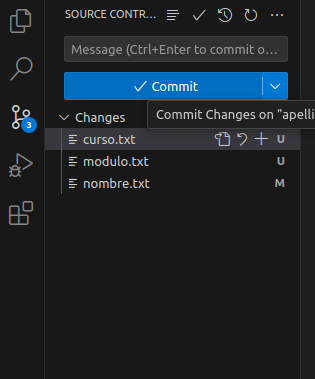 SOURCE CONTR...
Message (Ctrl+Enter to commit o...
Commit
Commit Changes on "apelli
Changes
curso.txt U
modulo.txt U
nombre.txt M
3